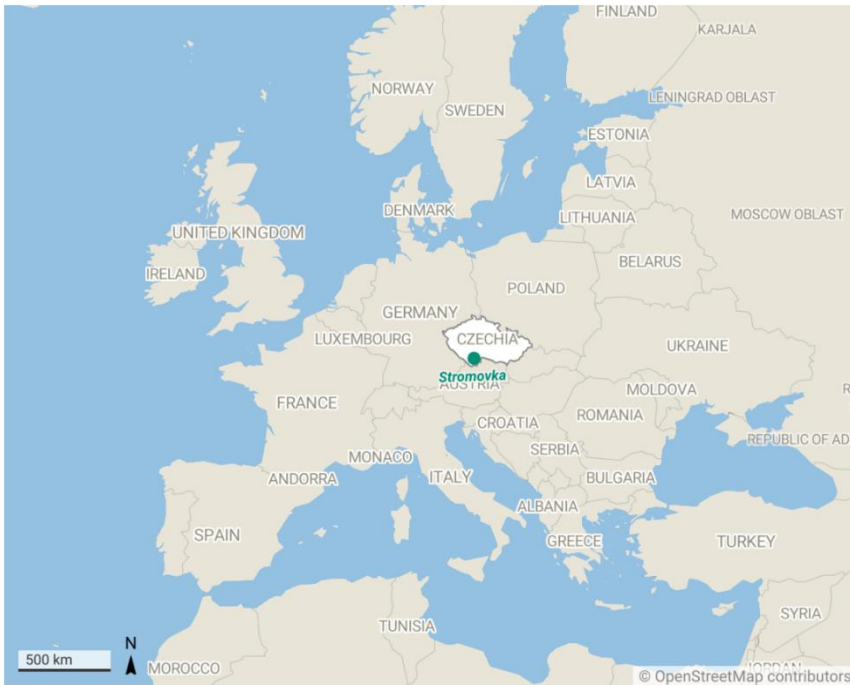 FINLAND
KARJALA
NORWAY
SWEDEN
LENINGRAD OBLAST
ESTONIA
LATVIA
DENMARK
LITHUANIA
MOSCOW OBLAST
UNITED KINGDOM
IRELAND
BELARUS
POLAND
GERMANY
LUXEMBOURG
CZECHIA
UKRAINE
Stromovka
AUSTRIA
MOLDOVA
FRANCE
ROMANIA
CROATIA
REPUBLIC OF AD
SERBIA
MONACO
ANDORRA
ITALY
BULGARIA
ALBANIA
SPAIN
GREECE
TURKEY
SYRIA
TUNISIA
N
500 km
MOROCCO
JORDAN
© OpenStreetMap contributors